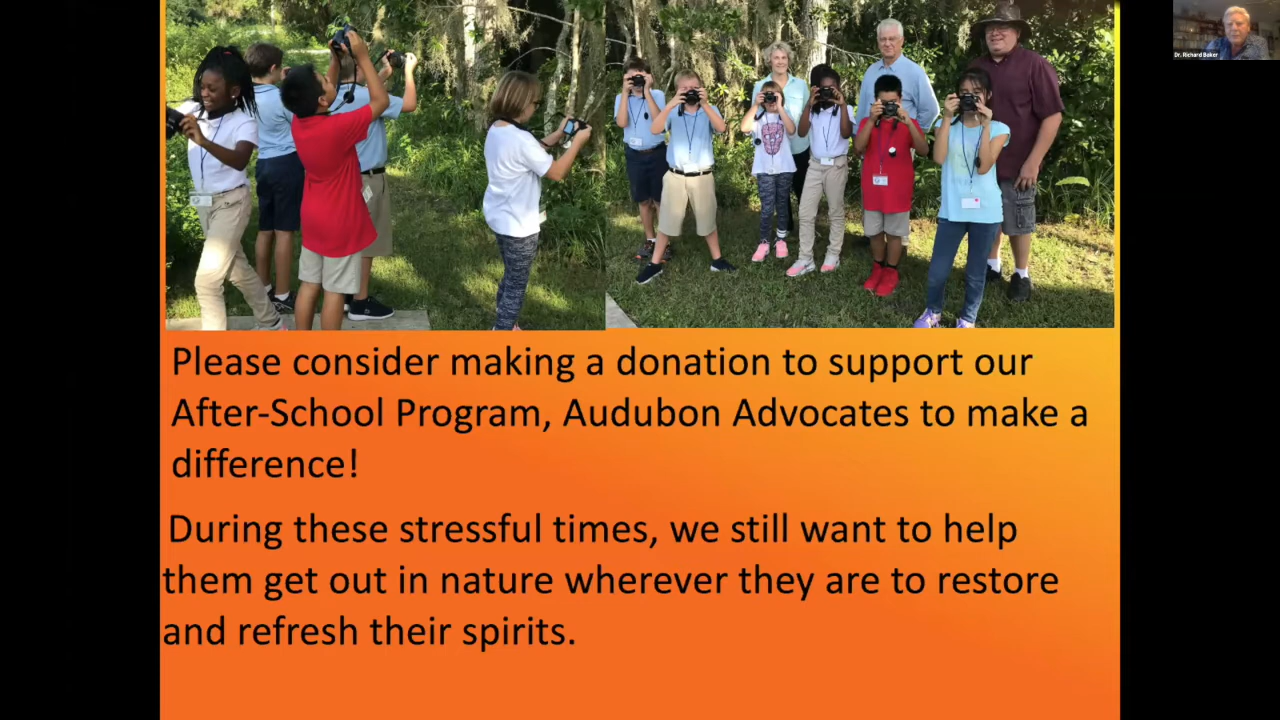 Dr. Richard Baker
Please consider making a donation to support our
After-School Program, Audubon Advocates to make a
difference!
During these stressful times, we still want to help
them get out in nature wherever they are to restore
and refresh their spirits.